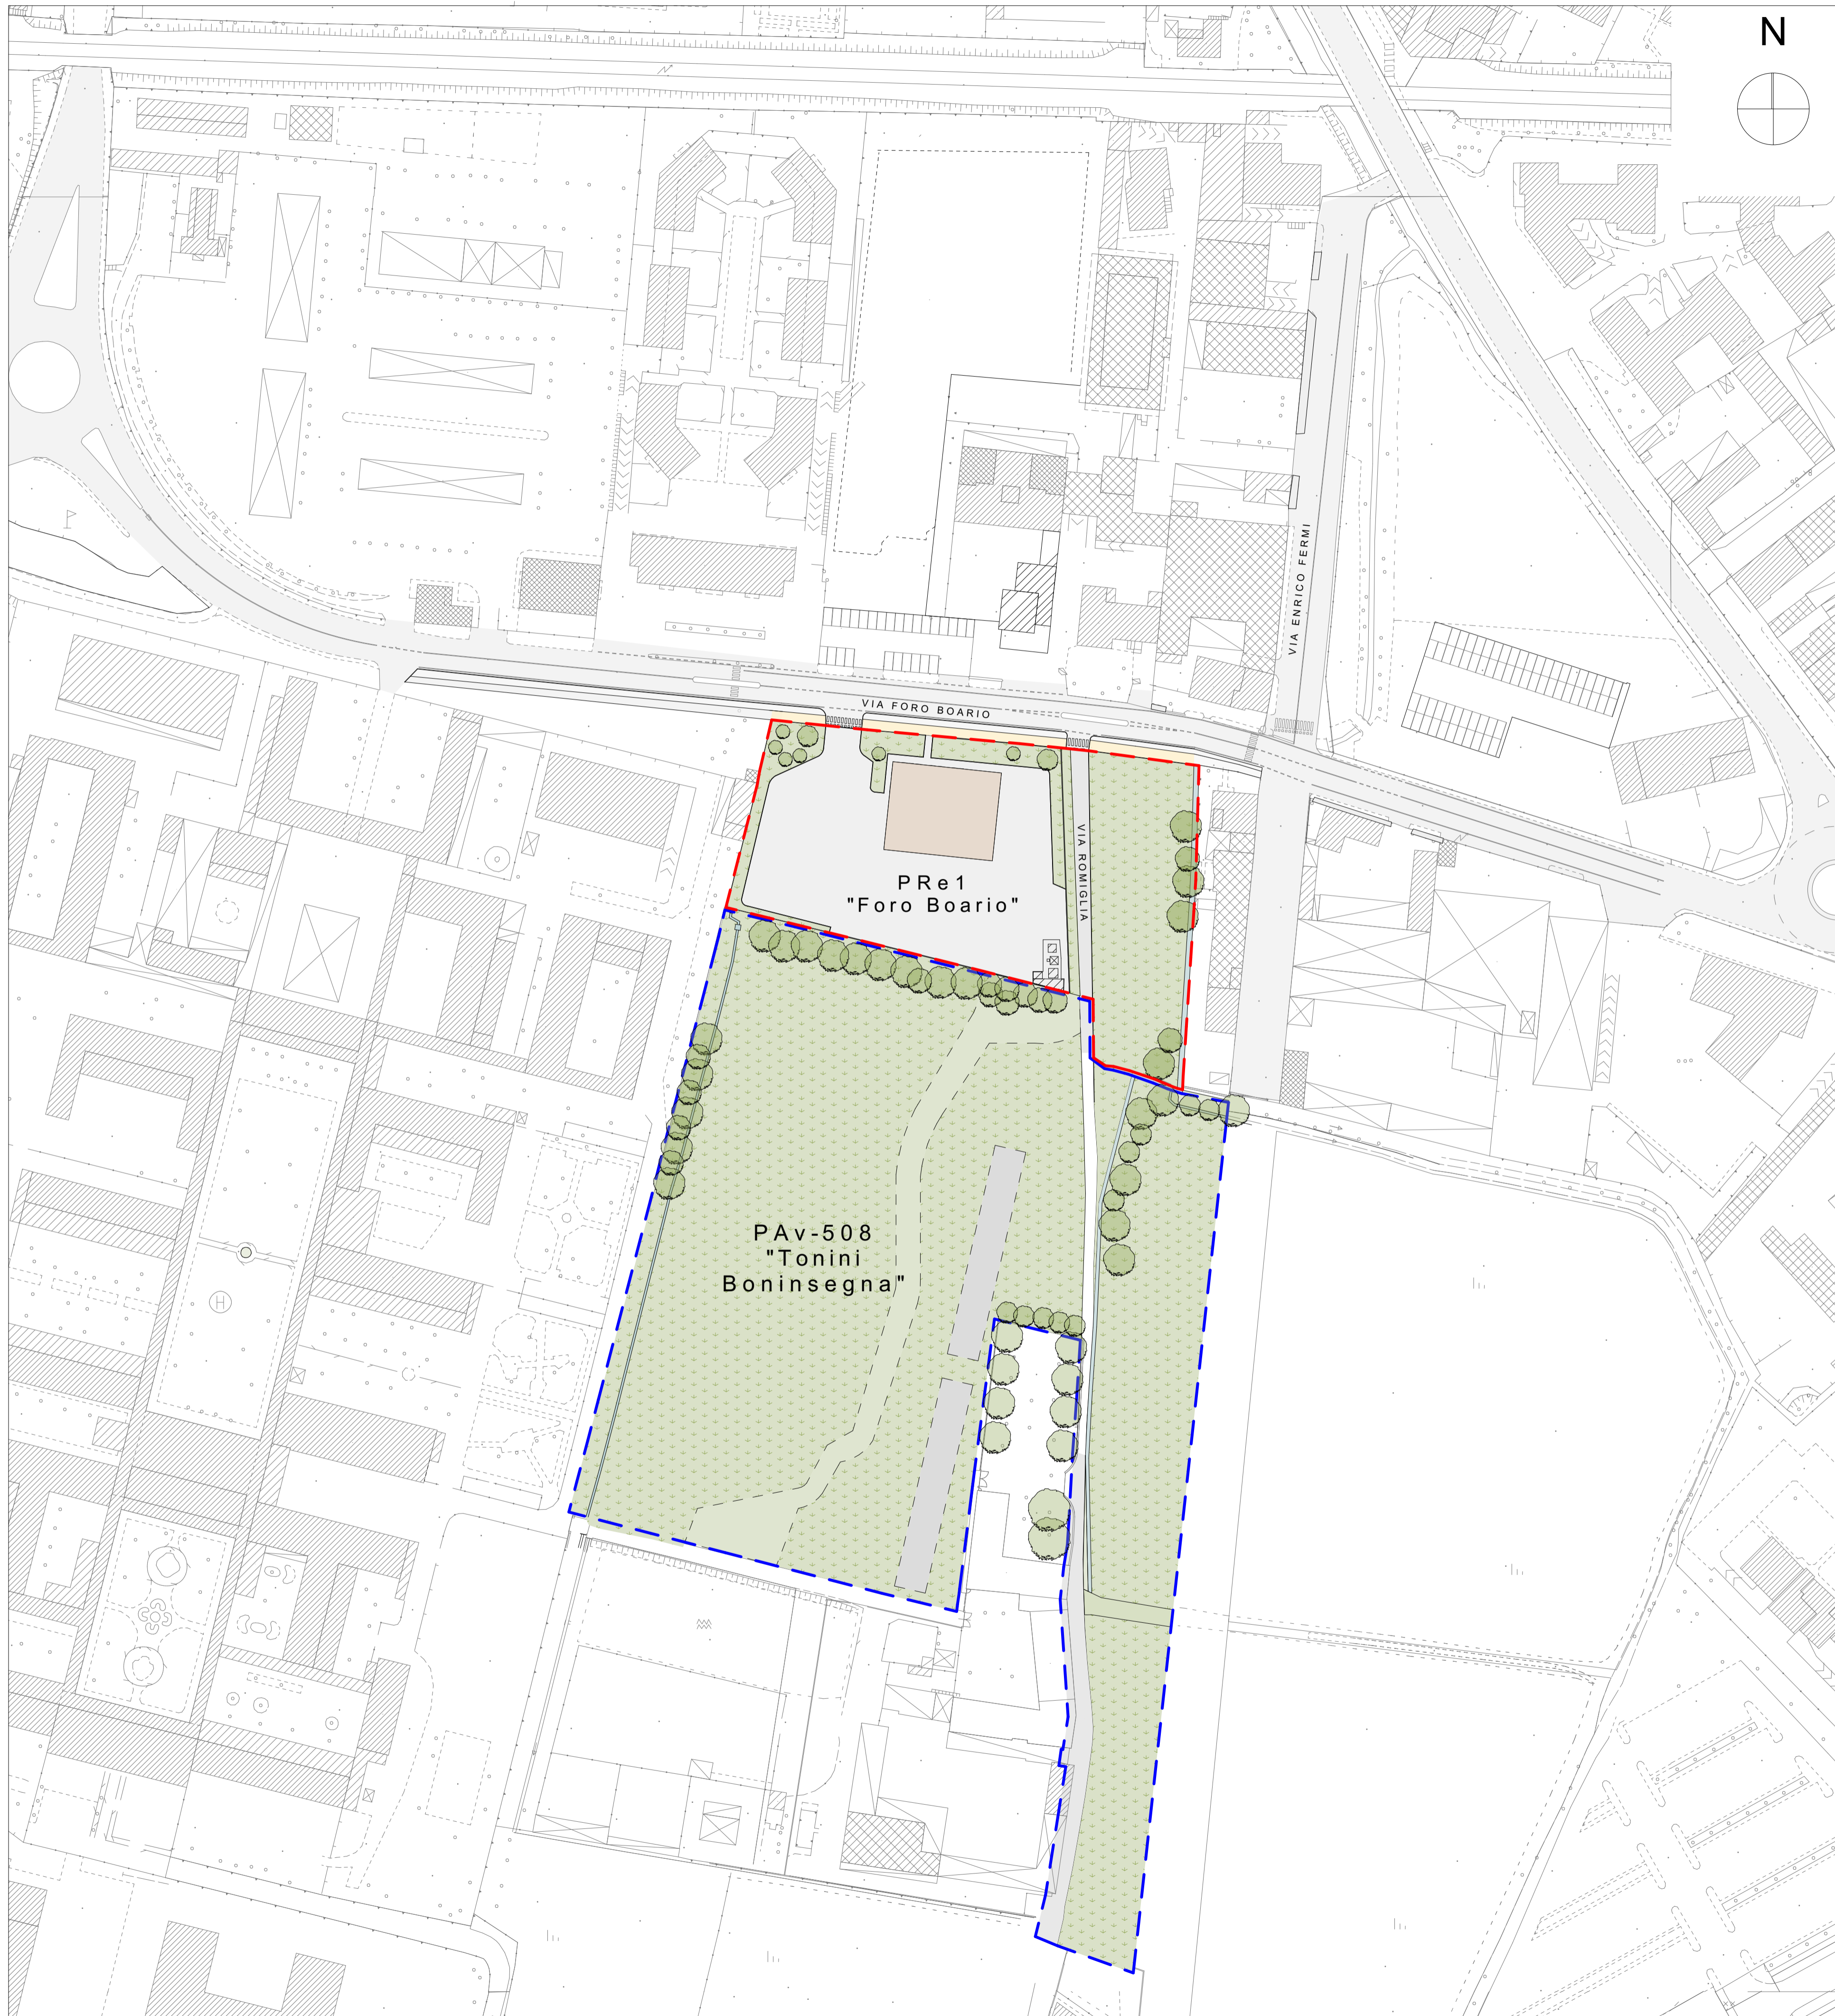 N
VIA ENRICO FERMI
VIA FORO BOARIO
VIA ROMIGLIA
PRe1
"Foro Boario"
PAv-508
"Tonini
Boninsegna"
H